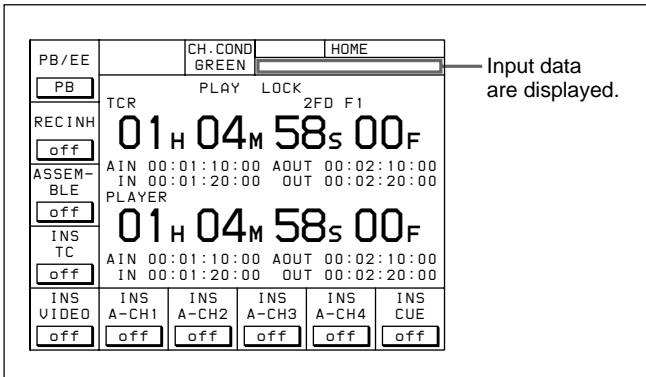 PB/EE
PB
CH.COND
GREEN
HOME
Input data
are displayed.
PLAY LOCK
TCR 2FD F1
01H 04M 58S 00F
AIN 00:01:10:00 AOUT 00:02:10:00
IN 00:01:20:00 OUT 00:02:20:00
PLAYER
01H 04M 58S 00F
AIN 00:01:10:00 AOUT 00:02:10:00
IN 00:01:20:00 OUT 00:02:20:00
RECINH
off
ASSEM-
BLE
off
INS
TC
off
INS
VIDEO
off
INS
A-CH1
off
INS
A-CH2
off
INS
A-CH3
off
INS
A-CH4
off
INS
CUE
off